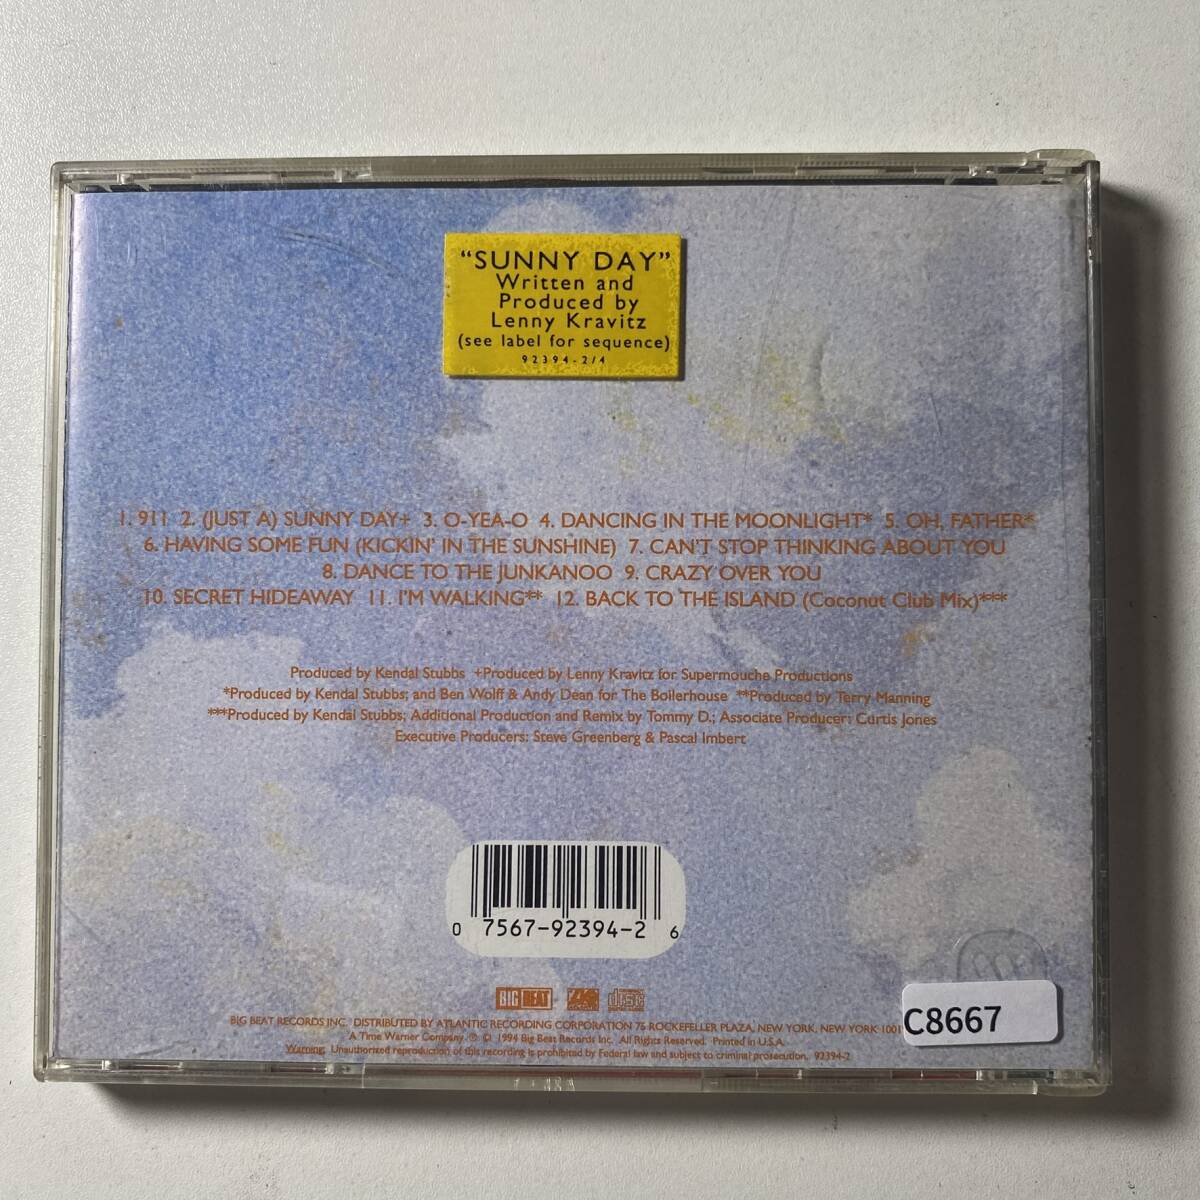 “SUNNY DAY”
Written and
Produced by
Lenny Kravitz
(see label for sequence)
92394-2/4
1. 911 2. (JUST A) SUNNY DAY+ 3. O-YEA-O 4. DANCING IN THE MOONLIGHT* 5. OH, FATHER*
6. HAVING SOME FUN (KICKIN' IN THE SUNSHINE) 7. CAN'T STOP THINKING ABOUT YOU
8. DANCE TO THE JUNKANOO 9. CRAZY OVER YOU
10. SECRET HIDEAWAY 11. I'M WALKING** 12. BACK TO THE ISLAND (Coconut Club Mix)***
Produced by Kendal Stubbs +Produced by Lenny Kravitz for Supermouche Productions
*Produced by Kendal Stubbs; and Ben Wolff & Andy Dean for The Boilerhouse **Produced by Terry Manning
***Produced by Kendal Stubbs; Additional Production and Remix by Tommy D.; Associate Producer: Curtis Jones
Executive Producers: Steve Greenberg & Pascal Imbert
0 7567-92394-2 6
BIG BEAT
disc
BIG BEAT RECORDS INC. DISTRIBUTED BY ATLANTIC RECORDING CORPORATION 75 ROCKEFELLER PLAZA, NEW YORK, NEW YORK 1001
A Time Warner Company ℗ © 1994 Big Beat Records Inc. All Rights Reserved. Printed in U.S.A.
Warning: Unauthorized reproduction of this recording is prohibited by Federal law and subject to criminal prosecution. 92394-2
C8667